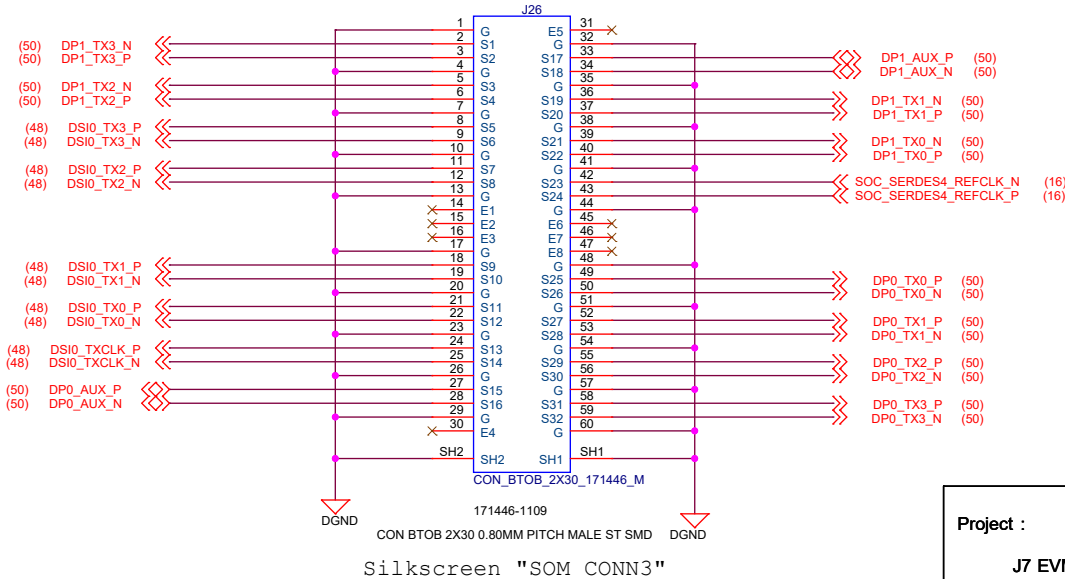 J26
1 G E5 31
(50) DP1_TX3_N 2 S1 G 32
(50) DP1_TX3_P 3 S2 S17 33 DP1_AUX_P (50)
4 G S18 34 DP1_AUX_N (50)
(50) DP1_TX2_N 5 S3 G 35
(50) DP1_TX2_P 6 S4 S19 36 DP1_TX1_N (50)
7 G S20 37 DP1_TX1_P (50)
(48) DSI0_TX3_P 8 S5 G 38
(48) DSI0_TX3_N 9 S6 S21 39 DP1_TX0_N (50)
10 G S22 40 DP1_TX0_P (50)
(48) DSI0_TX2_P 11 S7 G 41
(48) DSI0_TX2_N 12 S8 S23 42 SOC_SERDES4_REFCLK_N (16)
13 G S24 43 SOC_SERDES4_REFCLK_P (16)
14 E1 G 44
15 E2 E6 45
16 E3 E7 46
17 G E8 47
(48) DSI0_TX1_P 18 S9 G 48
(48) DSI0_TX1_N 19 S10 S25 49 DP0_TX0_P (50)
20 G S26 50 DP0_TX0_N (50)
(48) DSI0_TX0_P 21 S11 G 51
(48) DSI0_TX0_N 22 S12 S27 52 DP0_TX1_P (50)
23 G S28 53 DP0_TX1_N (50)
(48) DSI0_TXCLK_P 24 S13 G 54
(48) DSI0_TXCLK_N 25 S14 S29 55 DP0_TX2_P (50)
26 G S30 56 DP0_TX2_N (50)
(50) DP0_AUX_P 27 S15 G 57
(50) DP0_AUX_N 28 S16 S31 58 DP0_TX3_P (50)
29 G S32 59 DP0_TX3_N (50)
30 E4 G 60
SH2 SH2 SH1 SH1
CON_BTOB_2X30_171446_M
171446-1109
DGND CON BTOB 2X30 0.80MM PITCH MALE ST SMD DGND
Silkscreen "SOM CONN3"
Project :
J7 EVM